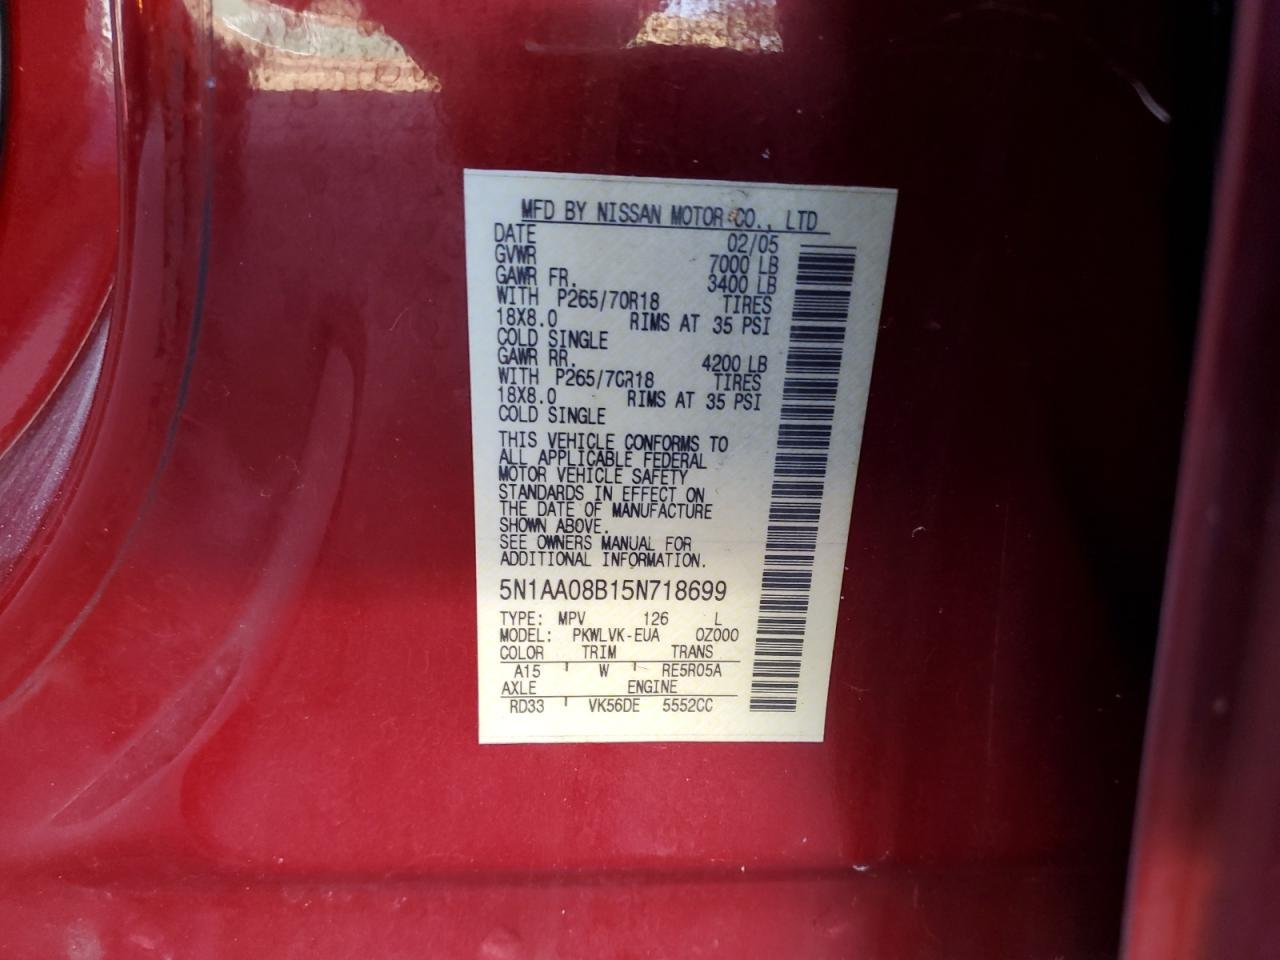 MFD BY NISSAN MOTOR CO., LTD
DATE 02/05
GVWR 7000 LB
GAWR FR. 3400 LB
WITH P265/70R18 TIRES
18X8.0 RIMS AT 35 PSI
COLD SINGLE
GAWR RR. 4200 LB
WITH P265/70R18 TIRES
18X8.0 RIMS AT 35 PSI
COLD SINGLE
THIS VEHICLE CONFORMS TO
ALL APPLICABLE FEDERAL
MOTOR VEHICLE SAFETY
STANDARDS IN EFFECT ON
THE DATE OF MANUFACTURE
SHOWN ABOVE.
SEE OWNERS MANUAL FOR
ADDITIONAL INFORMATION.
5N1AA08B15N718699
TYPE: MPV 126 L
MODEL: PKWLVK-EUA 0Z000
COLOR TRIM TRANS
A15 W RE5R05A
AXLE ENGINE
RD33 VK56DE 5552CC